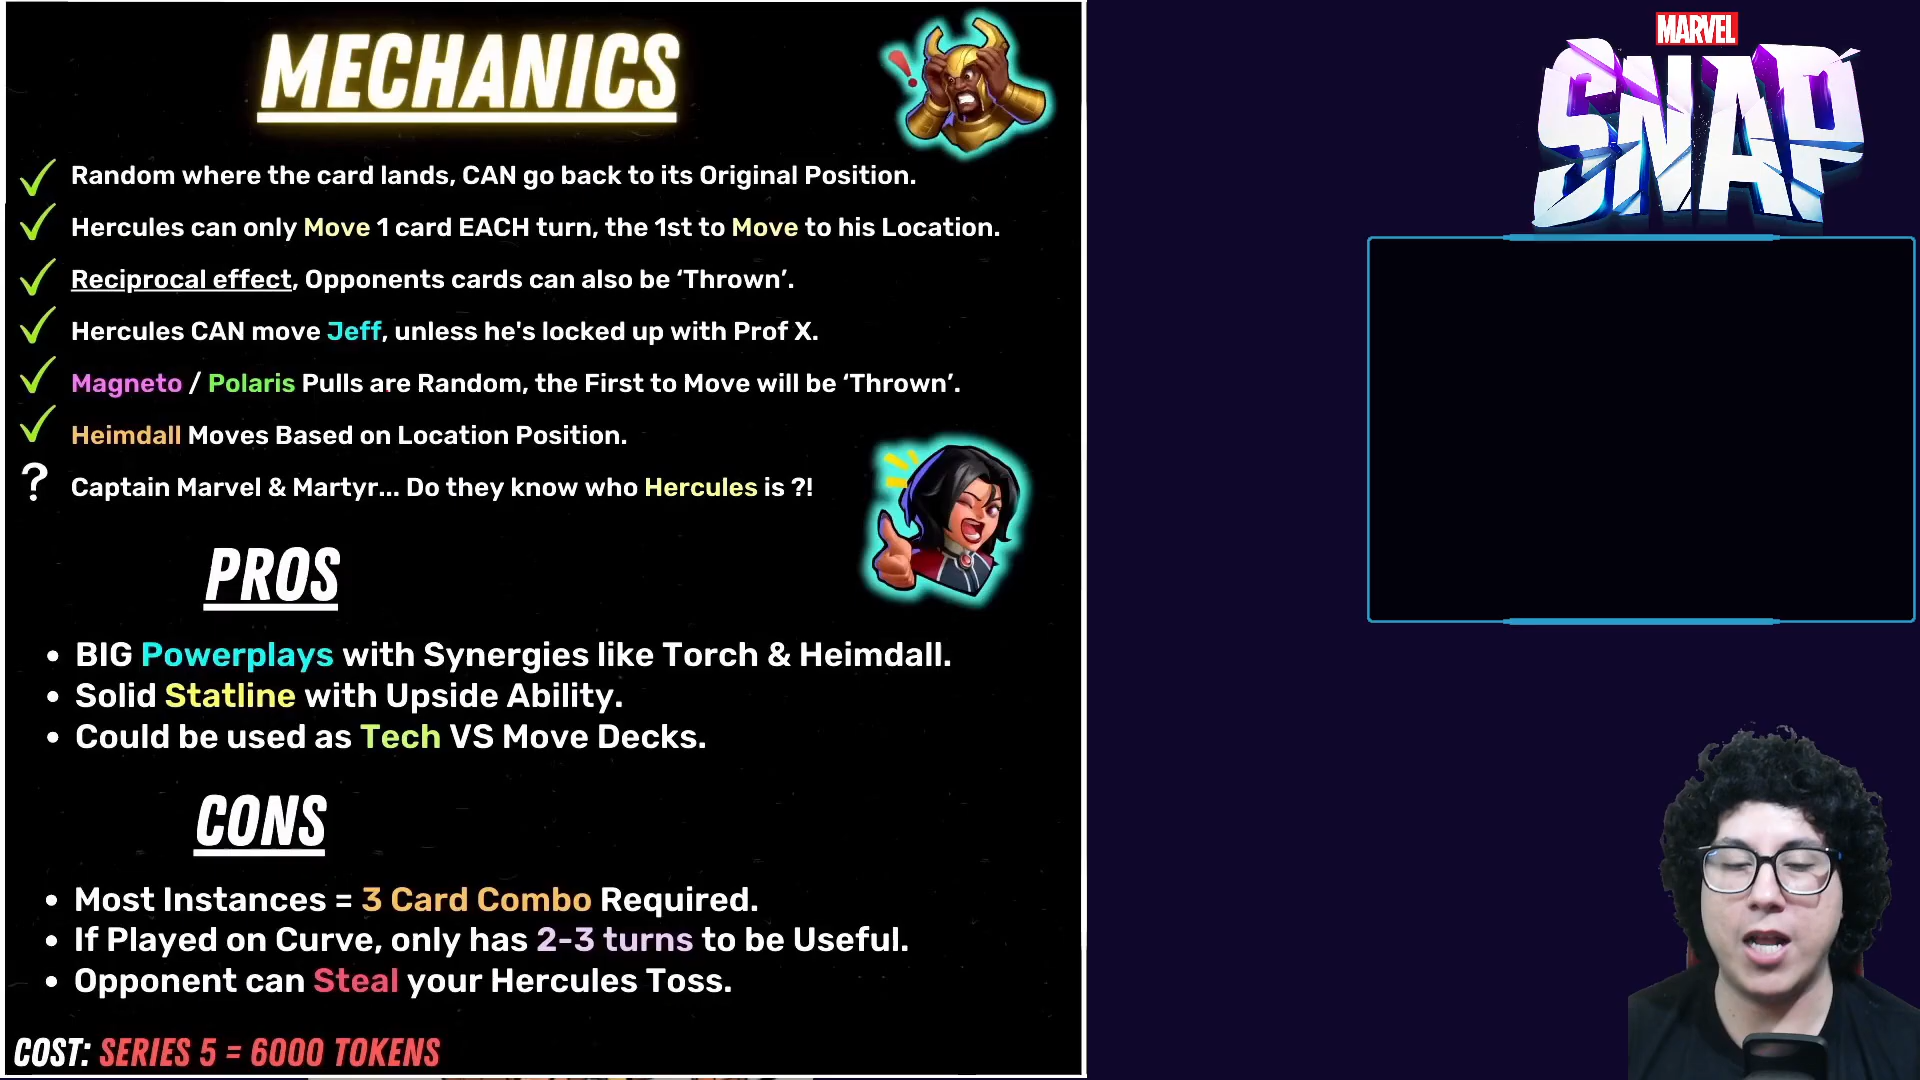 MECHANICS
Random where the card lands, CAN go back to its Original Position.
Hercules can only Move 1 card EACH turn, the 1st to Move to his Location.
Reciprocal effect, Opponents cards can also be ‘Thrown’.
Hercules CAN move Jeff, unless he's locked up with Prof X.
Magneto / Polaris Pulls are Random, the First to Move will be ‘Thrown’.
Heimdall Moves Based on Location Position.
? Captain Marvel & Martyr... Do they know who Hercules is ?!
PROS
• BIG Powerplays with Synergies like Torch & Heimdall.
• Solid Statline with Upside Ability.
• Could be used as Tech VS Move Decks.
CONS
• Most Instances = 3 Card Combo Required.
• If Played on Curve, only has 2-3 turns to be Useful.
• Opponent can Steal your Hercules Toss.
COST: SERIES 5 = 6000 TOKENS
MARVEL
SNAP